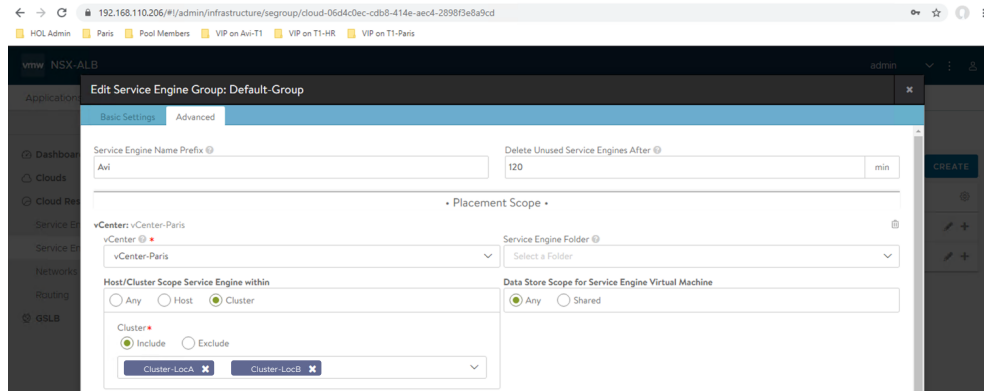 192.168.110.206/#!/admin/infrastructure/segroup/cloud-06d4c0ec-cdb8-414e-aec4-2898f3e8a9cd
HOL Admin Paris Pool Members VIP on Avi-T1 VIP on T1-HR VIP on T1-Paris
vmw NSX-ALB admin
Edit Service Engine Group: Default-Group
Application
Basic Settings Advanced
Service Engine Name Prefix Delete Unused Service Engines After
Dashboar
Avi 120 min CREATE
Clouds
Cloud Res
• Placement Scope •
Service En
vCenter: vCenter-Paris
vCenter * Service Engine Folder
Service En
vCenter-Paris Select a Folder
Networks
Host/Cluster Scope Service Engine within Data Store Scope for Service Engine Virtual Machine
Routing
Any Host Cluster Any Shared
GSLB
Cluster*
Include Exclude
Cluster-LocA Cluster-LocB